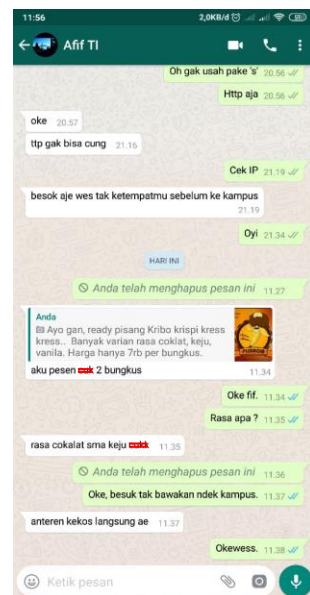 11:56
2,0KB/d
Afif TI
Oh gak usah pake 's' 20.56
Http aja 20.56
oke 20.57
ttp gak bisa cung 21.16
Cek IP 21.19
besok aje wes tak ketempatmu sebelum ke kampus
21.19
Oyi 21.34
HARI INI
Anda telah menghapus pesan ini 11.27
Anda
Ayo gan, ready pisang Kribo krispi kress
kress.. Banyak varian rasa coklat, keju,
vanila. Harga hanya 7rb per bungkus.
aku pesen 2 bungkus 11.34
Oke fif. 11.34
Rasa apa ? 11.35
rasa cokalat sma keju 11.35
Anda telah menghapus pesan ini 11.36
Oke, besuk tak bawakan ndek kampus. 11.37
anteren kekos langsung ae 11.37
Okewess. 11.38
Ketik pesan